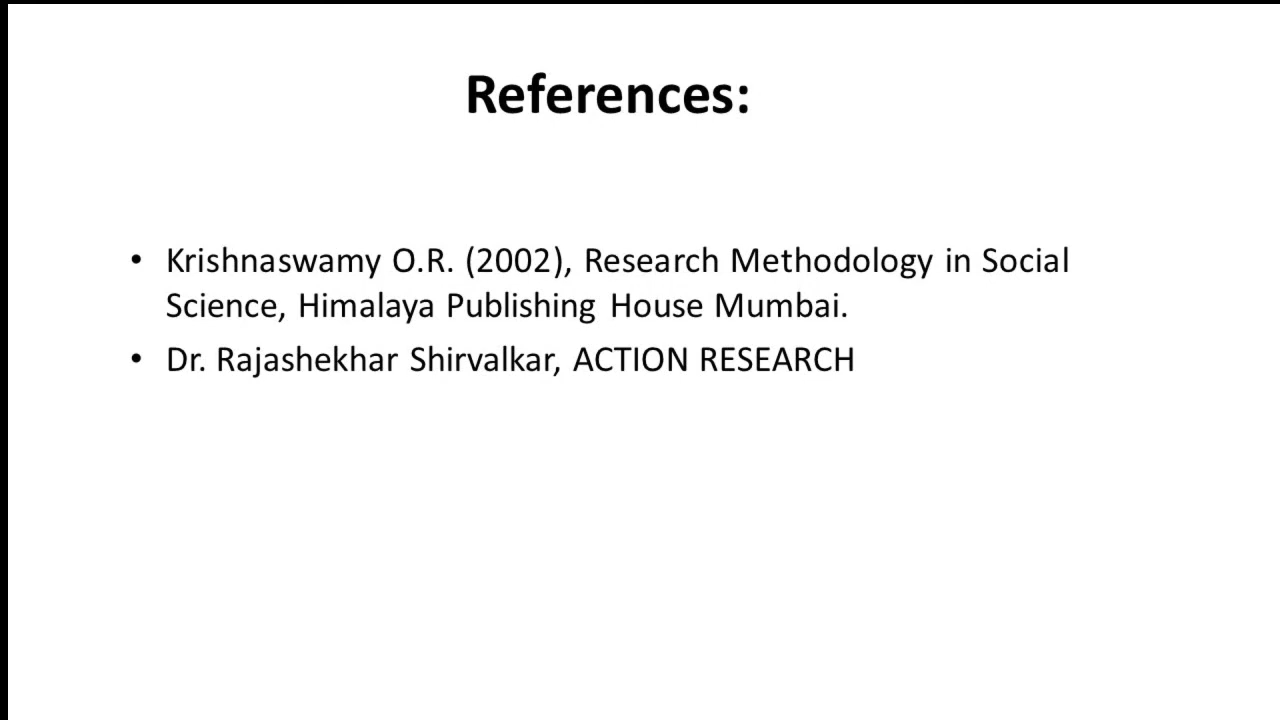 References:
• Krishnaswamy O.R. (2002), Research Methodology in Social
Science, Himalaya Publishing House Mumbai.
• Dr. Rajashekhar Shirvalkar, ACTION RESEARCH